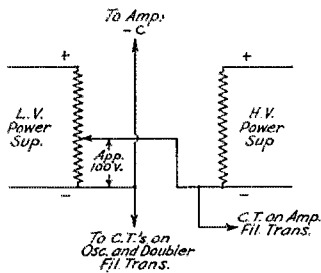 To Amp.
- C
+
+
L.V.
Power
Sup.
H.V.
Power
Sup.
App.
100 v.
-
-
C.T. on Amp.
Fil. Trans.
To C.T.'s on
Osc. and Doubler
Fil. Trans.